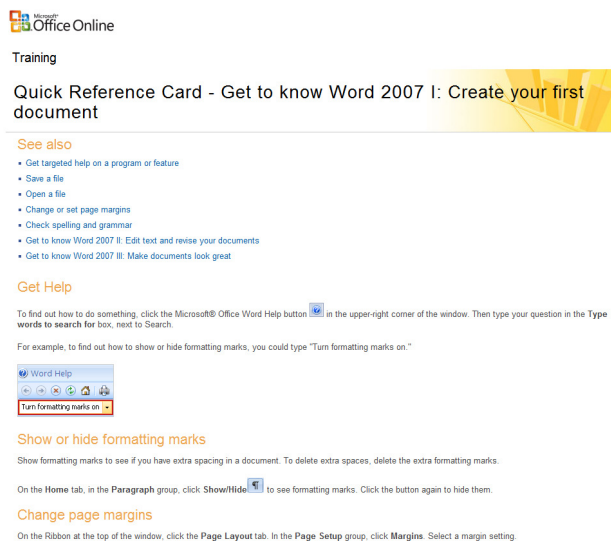 Microsoft®
Office Online
Training
Quick Reference Card - Get to know Word 2007 I: Create your first
document
See also
▪ Get targeted help on a program or feature
▪ Save a file
▪ Open a file
▪ Change or set page margins
▪ Check spelling and grammar
▪ Get to know Word 2007 II: Edit text and revise your documents
▪ Get to know Word 2007 III: Make documents look great
Get Help
To find out how to do something, click the Microsoft® Office Word Help button in the upper-right corner of the window. Then type your question in the Type
words to search for box, next to Search.
For example, to find out how to show or hide formatting marks, you could type "Turn formatting marks on."
Word Help
Turn formatting marks on
Show or hide formatting marks
Show formatting marks to see if you have extra spacing in a document. To delete extra spaces, delete the extra formatting marks.
On the Home tab, in the Paragraph group, click Show/Hide ¶ to see formatting marks. Click the button again to hide them.
Change page margins
On the Ribbon at the top of the window, click the Page Layout tab. In the Page Setup group, click Margins. Select a margin setting.